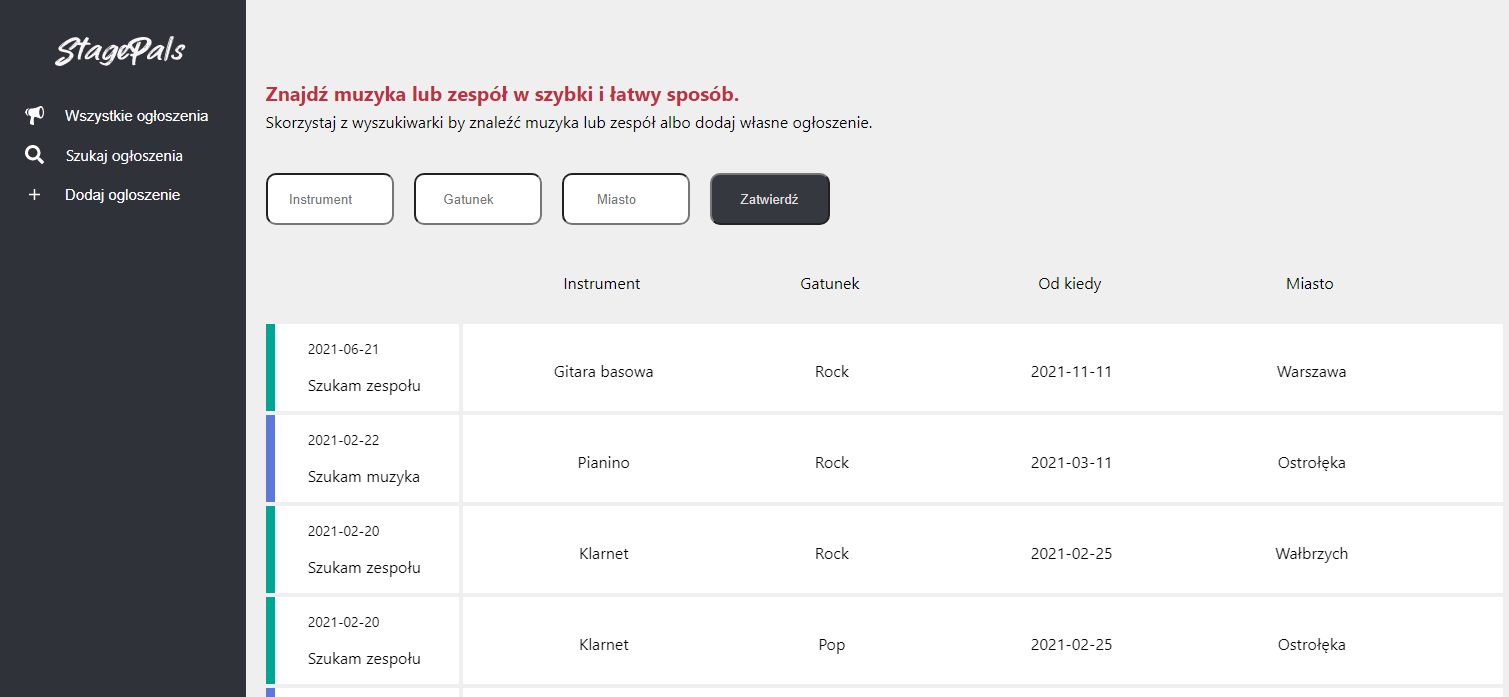 StagePals
Wszystkie ogłoszenia
Szukaj ogłoszenia
Dodaj ogloszenie
Znajdź muzyka lub zespół w szybki i łatwy sposób.
Skorzystaj z wyszukiwarki by znaleźć muzyka lub zespół albo dodaj własne ogłoszenie.
Instrument Gatunek Miasto Zatwierdź
Instrument Gatunek Od kiedy Miasto
2021-06-21
Szukam zespołu
Gitara basowa Rock 2021-11-11 Warszawa
2021-02-22
Szukam muzyka
Pianino Rock 2021-03-11 Ostrołęka
2021-02-20
Szukam zespołu
Klarnet Rock 2021-02-25 Wałbrzych
2021-02-20
Szukam zespołu
Klarnet Pop 2021-02-25 Ostrołęka